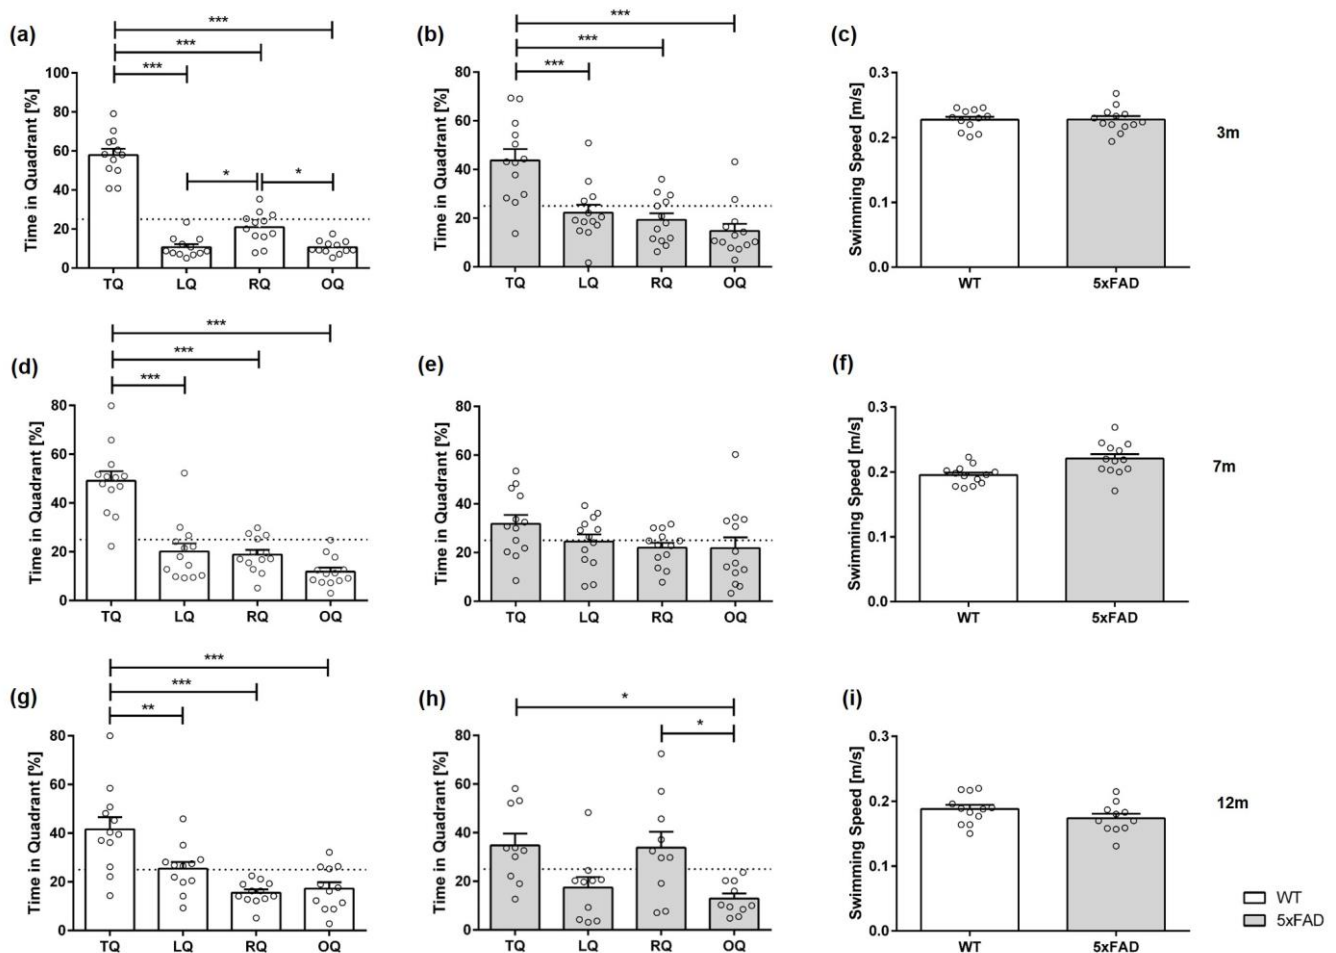 (a)
***
***
***
*
*
Time in Quadrant [%]
100
80
60
40
20
0
TQ LQ RQ OQ
(b)
***
***
***
Time in Quadrant [%]
80
60
40
20
0
TQ LQ RQ OQ
(c)
Swimming Speed [m/s]
0.3
0.2
0.1
0.0
WT 5xFAD
3m
(d)
***
***
***
Time in Quadrant [%]
80
60
40
20
0
TQ LQ RQ OQ
(e)
Time in Quadrant [%]
80
60
40
20
0
TQ LQ RQ OQ
(f)
Swimming Speed [m/s]
0.3
0.2
0.1
0.0
WT 5xFAD
7m
(g)
***
***
**
Time in Quadrant [%]
80
60
40
20
0
TQ LQ RQ OQ
(h)
*
*
Time in Quadrant [%]
80
60
40
20
0
TQ LQ RQ OQ
(i)
Swimming Speed [m/s]
0.3
0.2
0.1
0.0
WT 5xFAD
12m
WT
5xFAD